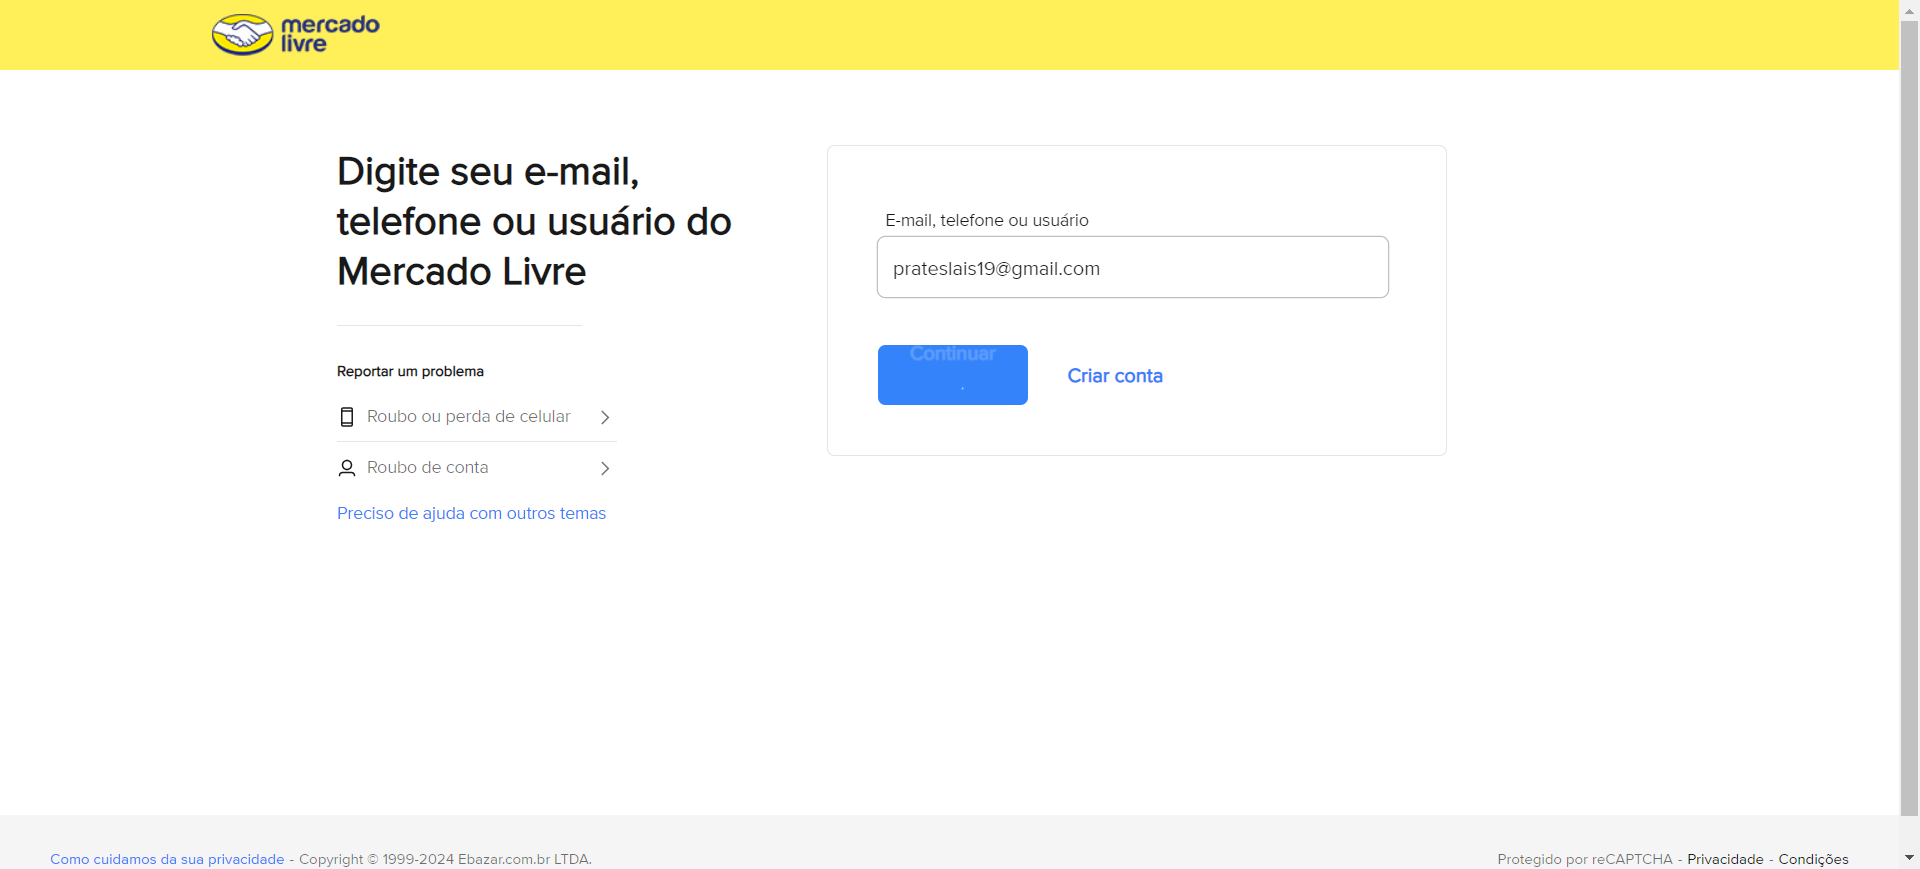 mercado
livre
Digite seu e-mail,
telefone ou usuário do
Mercado Livre
Reportar um problema
Roubo ou perda de celular
Roubo de conta
Preciso de ajuda com outros temas
E-mail, telefone ou usuário
prateslais19@gmail.com
Continuar
Criar conta
Como cuidamos da sua privacidade - Copyright © 1999-2024 Ebazar.com.br LTDA.
Protegido por reCAPTCHA - Privacidade - Condições